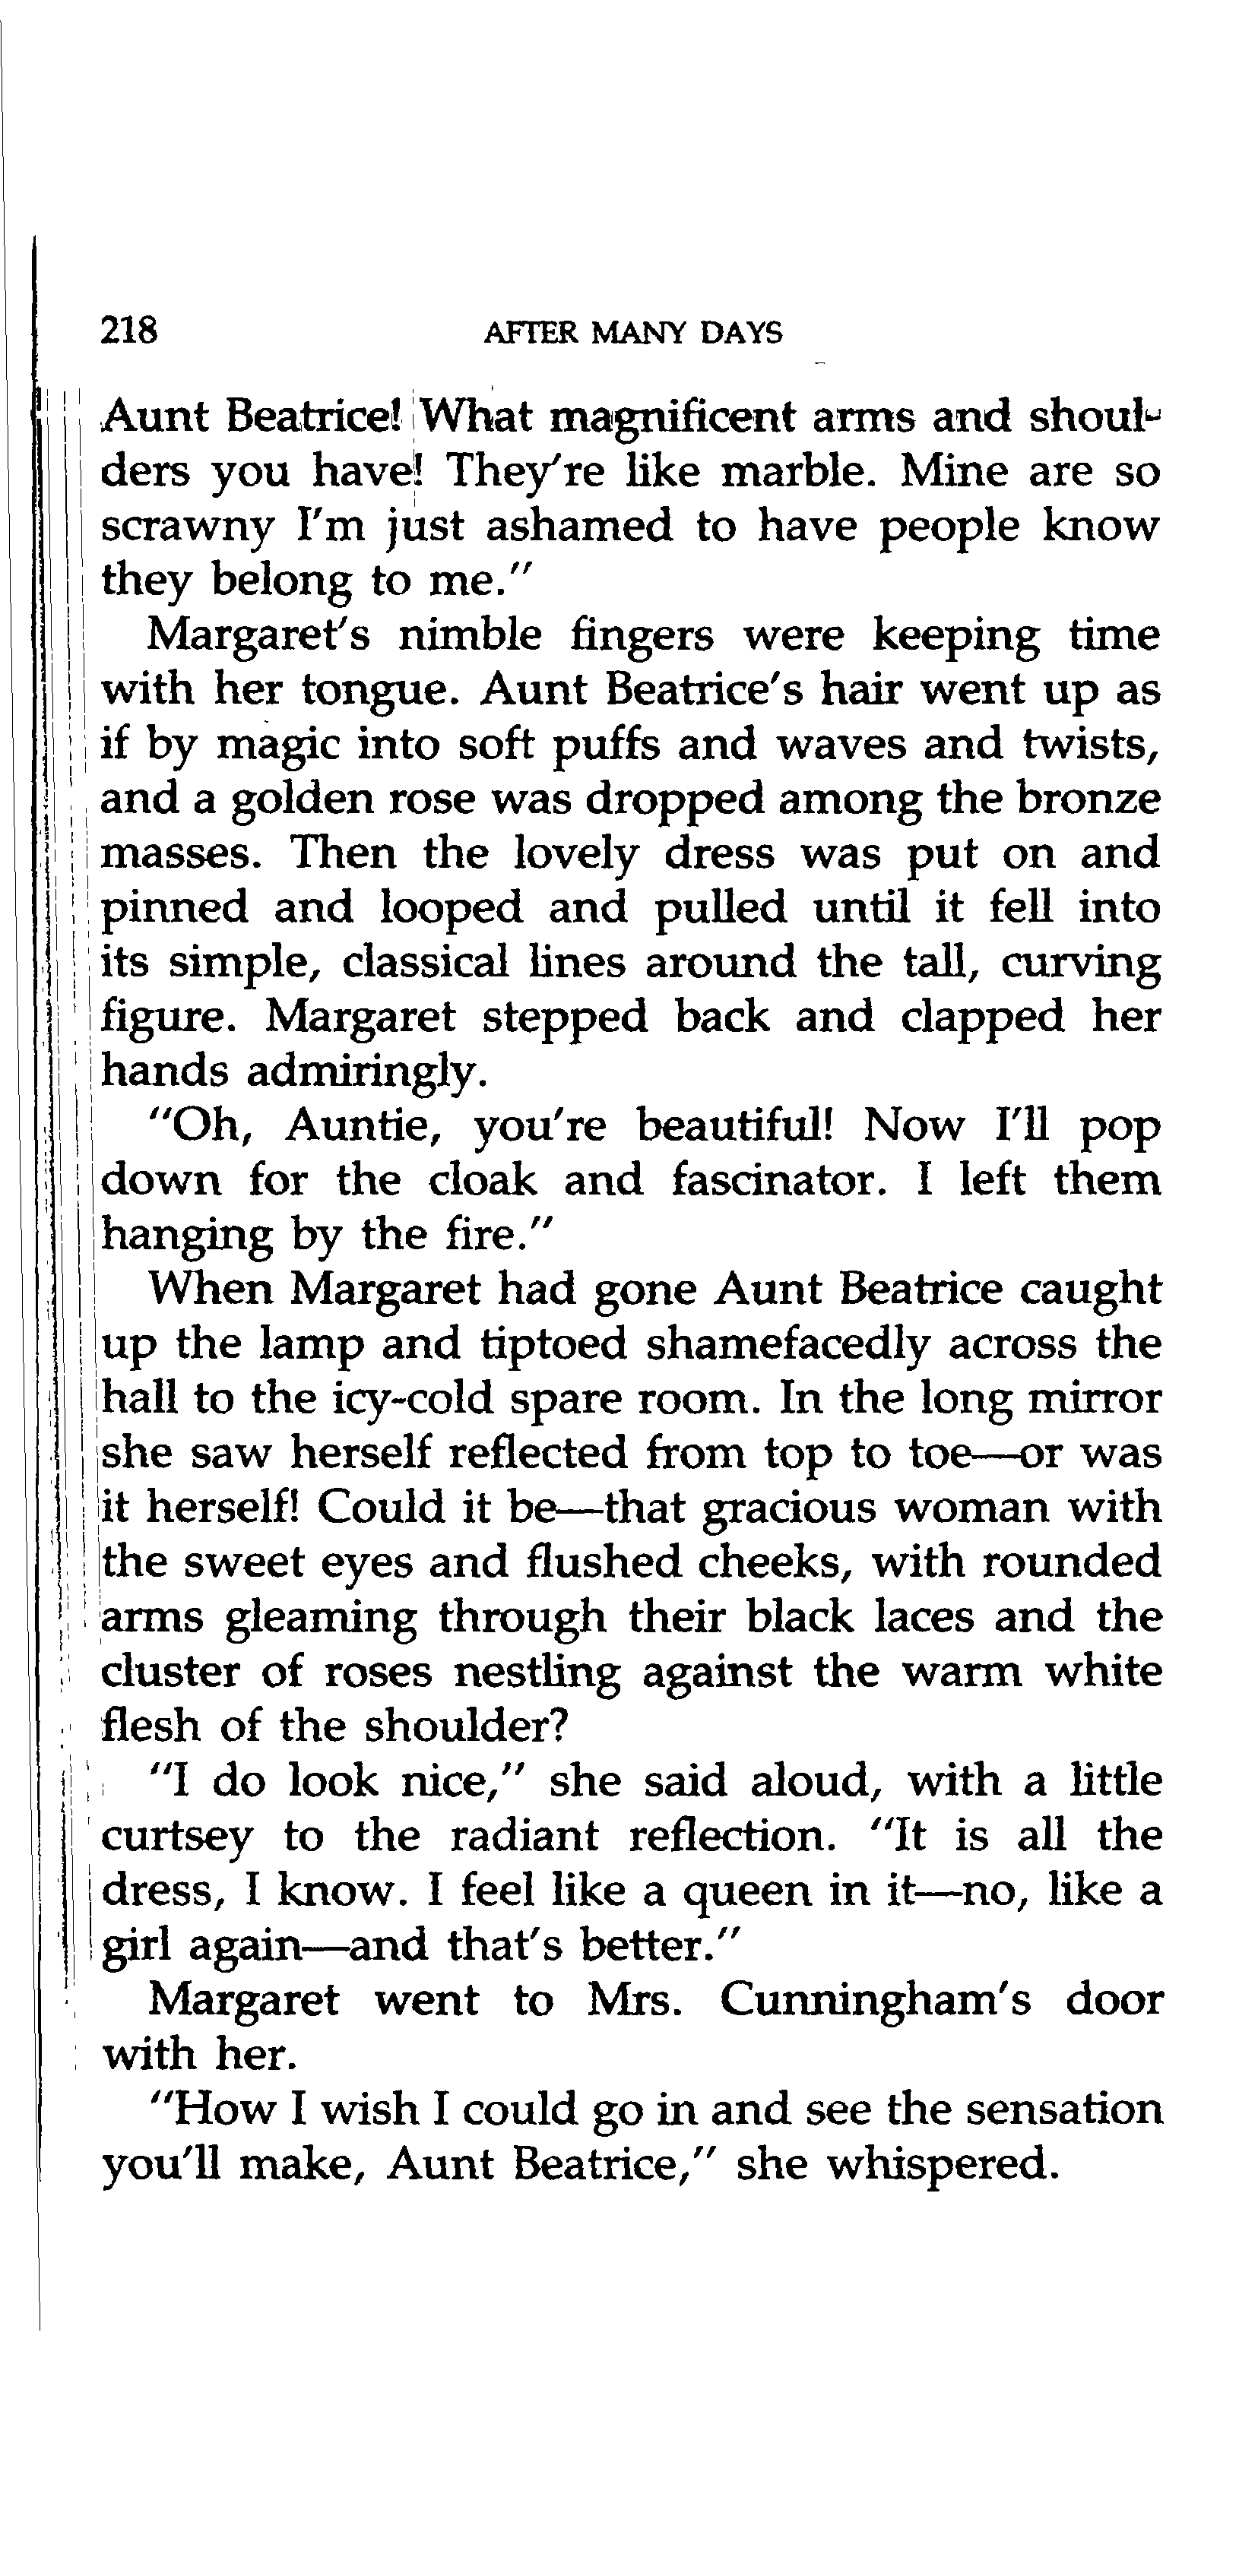 218 AFTER MANY DAYS
Aunt Beatrice! What magnificent arms and shoul-
ders you have! They're like marble. Mine are so
scrawny I'm just ashamed to have people know
they belong to me."
Margaret's nimble fingers were keeping time
with her tongue. Aunt Beatrice's hair went up as
if by magic into soft puffs and waves and twists,
and a golden rose was dropped among the bronze
masses. Then the lovely dress was put on and
pinned and looped and pulled until it fell into
its simple, classical lines around the tall, curving
figure. Margaret stepped back and clapped her
hands admiringly.
"Oh, Auntie, you're beautiful! Now I'll pop
down for the cloak and fascinator. I left them
hanging by the fire."
When Margaret had gone Aunt Beatrice caught
up the lamp and tiptoed shamefacedly across the
hall to the icy-cold spare room. In the long mirror
she saw herself reflected from top to toe—or was
it herself! Could it be—that gracious woman with
the sweet eyes and flushed cheeks, with rounded
arms gleaming through their black laces and the
cluster of roses nestling against the warm white
flesh of the shoulder?
"I do look nice," she said aloud, with a little
curtsey to the radiant reflection. "It is all the
dress, I know. I feel like a queen in it—no, like a
girl again—and that's better."
Margaret went to Mrs. Cunningham's door
with her.
"How I wish I could go in and see the sensation
you'll make, Aunt Beatrice," she whispered.